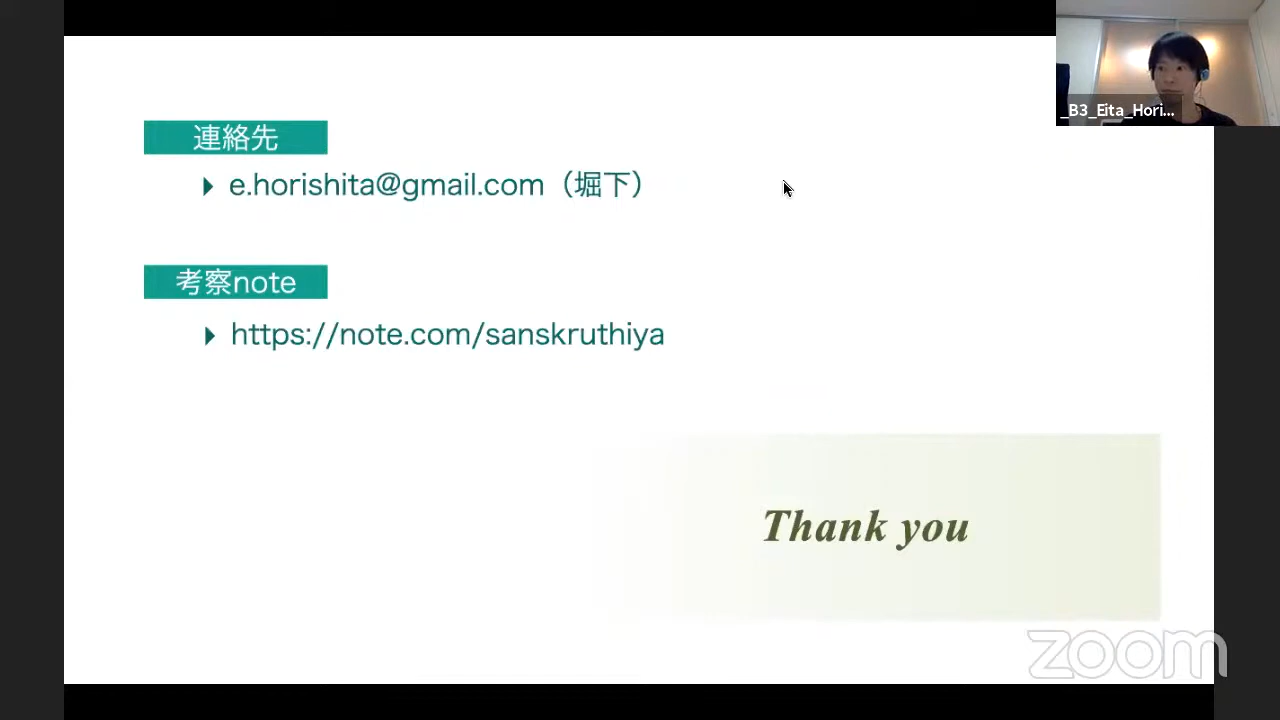 _B3_Eita_Hori...
連絡先
e.horishita@gmail.com（堀下）
考察note
https://note.com/sanskruthiya
Thank you
zoom